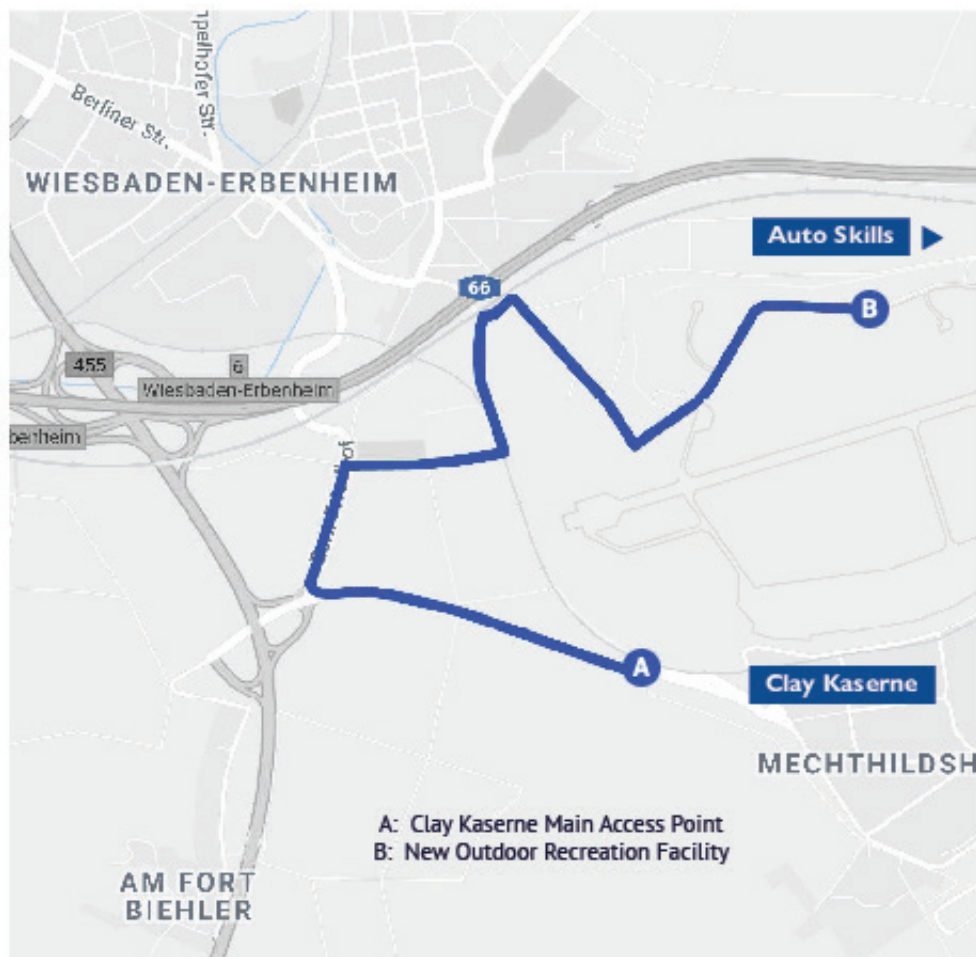 Berliner Str.
WIESBADEN-ERBENHEIM
Auto Skills
66
B
455
6
Wiesbaden-Erbenheim
benheim
A
Clay Kaserne
MECHTHILDSH
A: Clay Kaserne Main Access Point
B: New Outdoor Recreation Facility
AM FORT
BIEHLER